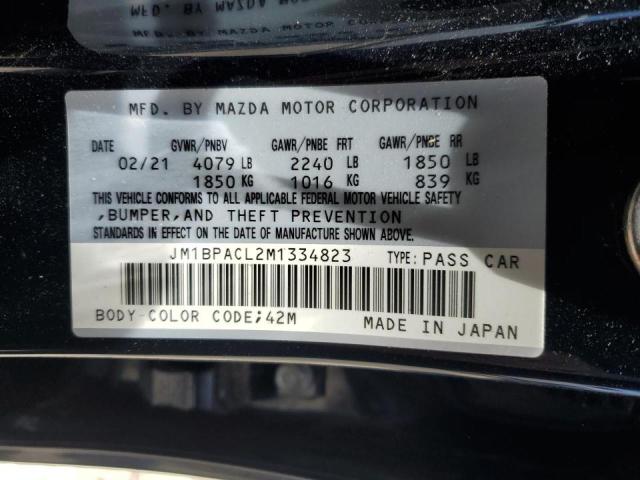 MFD. BY MAZDA MOTOR CORPORATION
DATE GVWR/PNBV GAWR/PNBE FRT GAWR/PNBE RR
02/21 4079 LB 2240 LB 1850 LB
1850 KG 1016 KG 839 KG
THIS VEHICLE CONFORMS TO ALL APPLICABLE FEDERAL MOTOR VEHICLE SAFETY
,BUMPER,AND THEFT PREVENTION
STANDARDS IN EFFECT ON THE DATE OF MANUFACTURE SHOWN ABOVE.
JM1BPACL2M1334823 TYPE:PASS CAR
BODY-COLOR CODE;42M MADE IN JAPAN